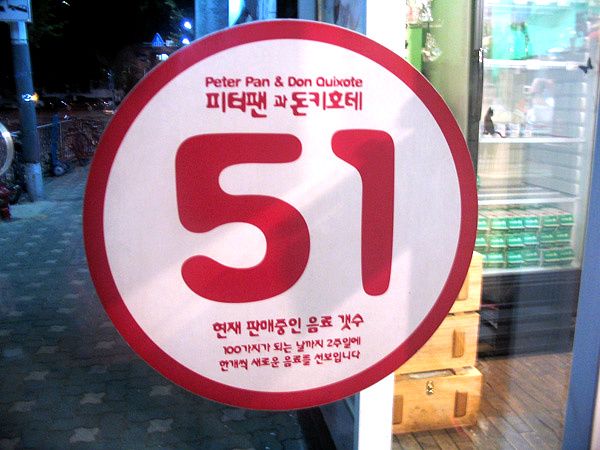 Peter Pan & Don Quixote
피터팬 과 돈키호테
51
현재 판매중인 음료 갯수
100가지가 되는 날까지 2주일에
한개씩 새로운 음료를 선보입니다